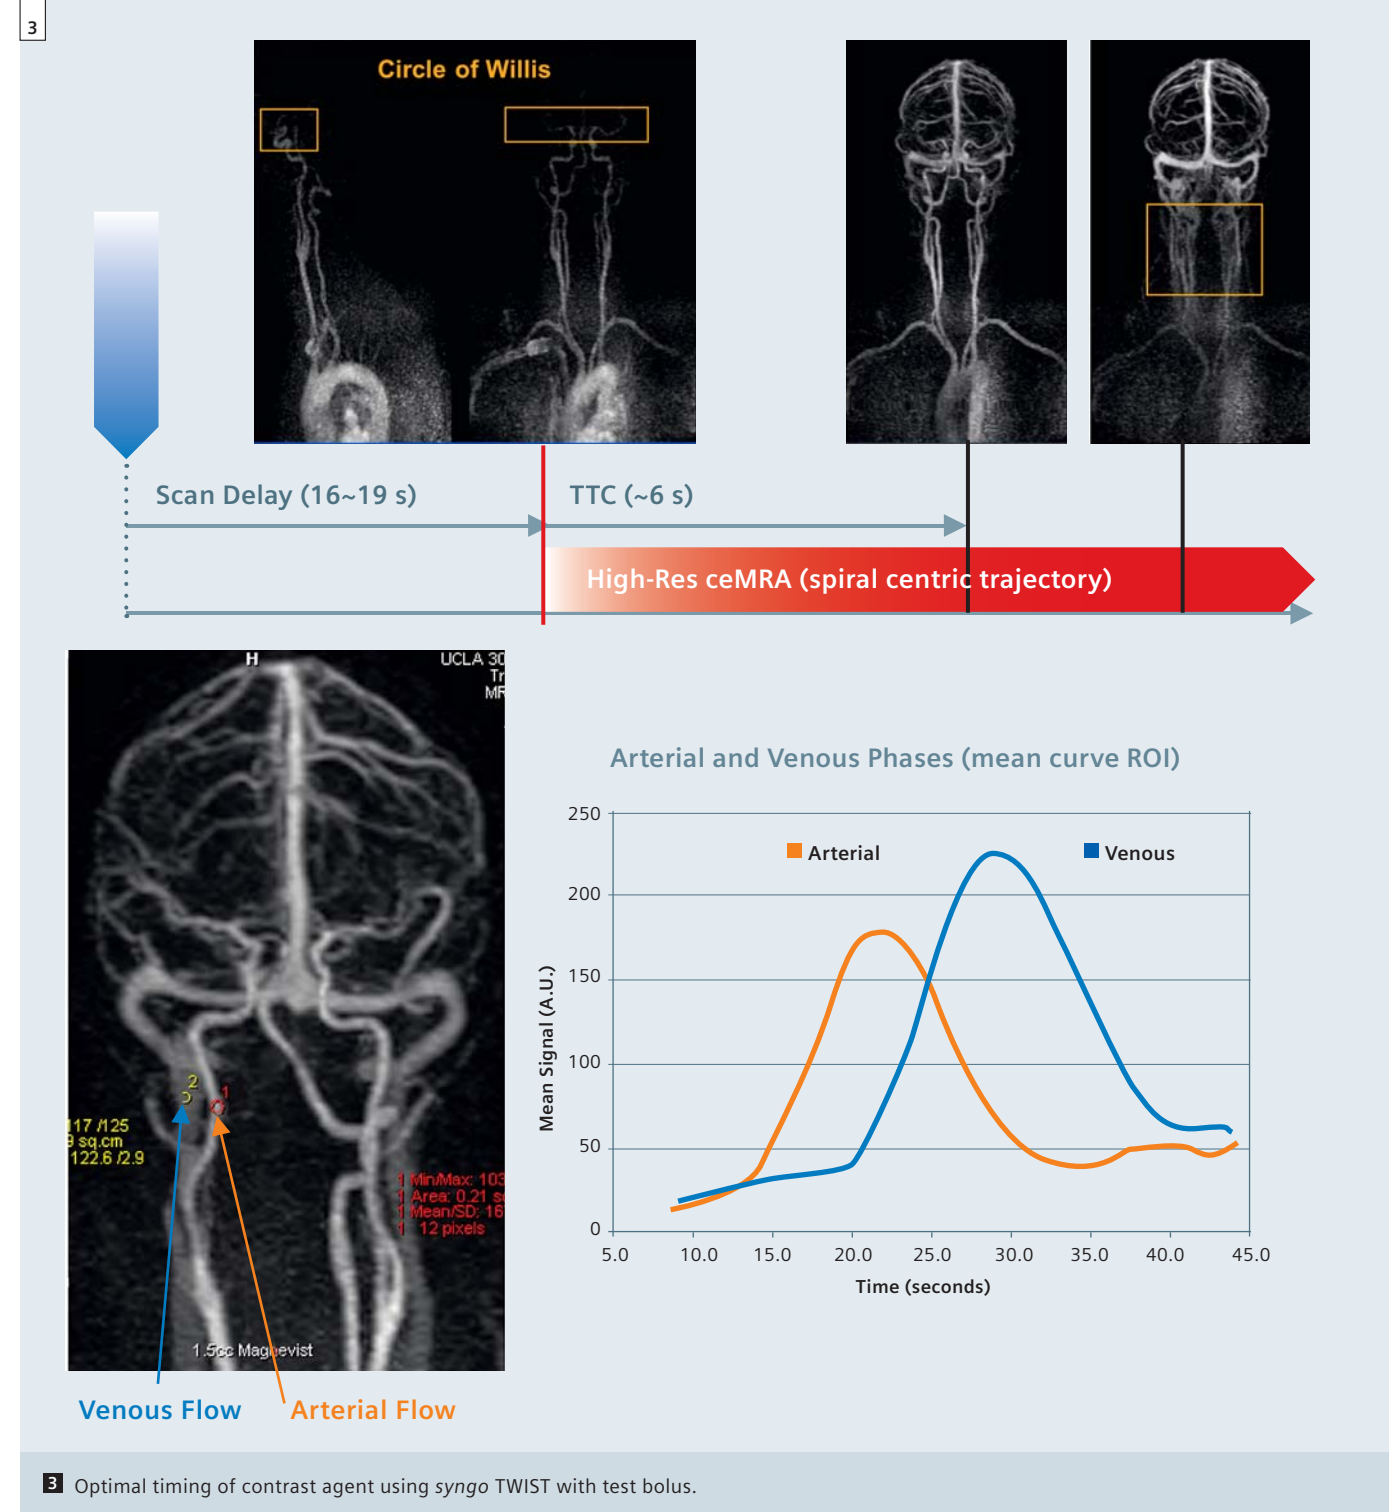 3
Circle of Willis
Scan Delay (16~19 s)
TTC (~6 s)
High-Res ceMRA (spiral centric trajectory)
H
UCLA 30
Tr
MR
2
1
117 /125
9 sq.cm
122.6 /2.9
1 Min/Max: 103
1 Area: 0.21 s
1 Mean/SD: 16
1 12 pixels
1.5cc Magnevist
Venous Flow
Arterial Flow
Arterial and Venous Phases (mean curve ROI)
Arterial
Venous
Mean Signal (A.U.)
250
200
150
100
50
0
5.0 10.0 15.0 20.0 25.0 30.0 35.0 40.0 45.0
Time (seconds)
3 Optimal timing of contrast agent using syngo TWIST with test bolus.